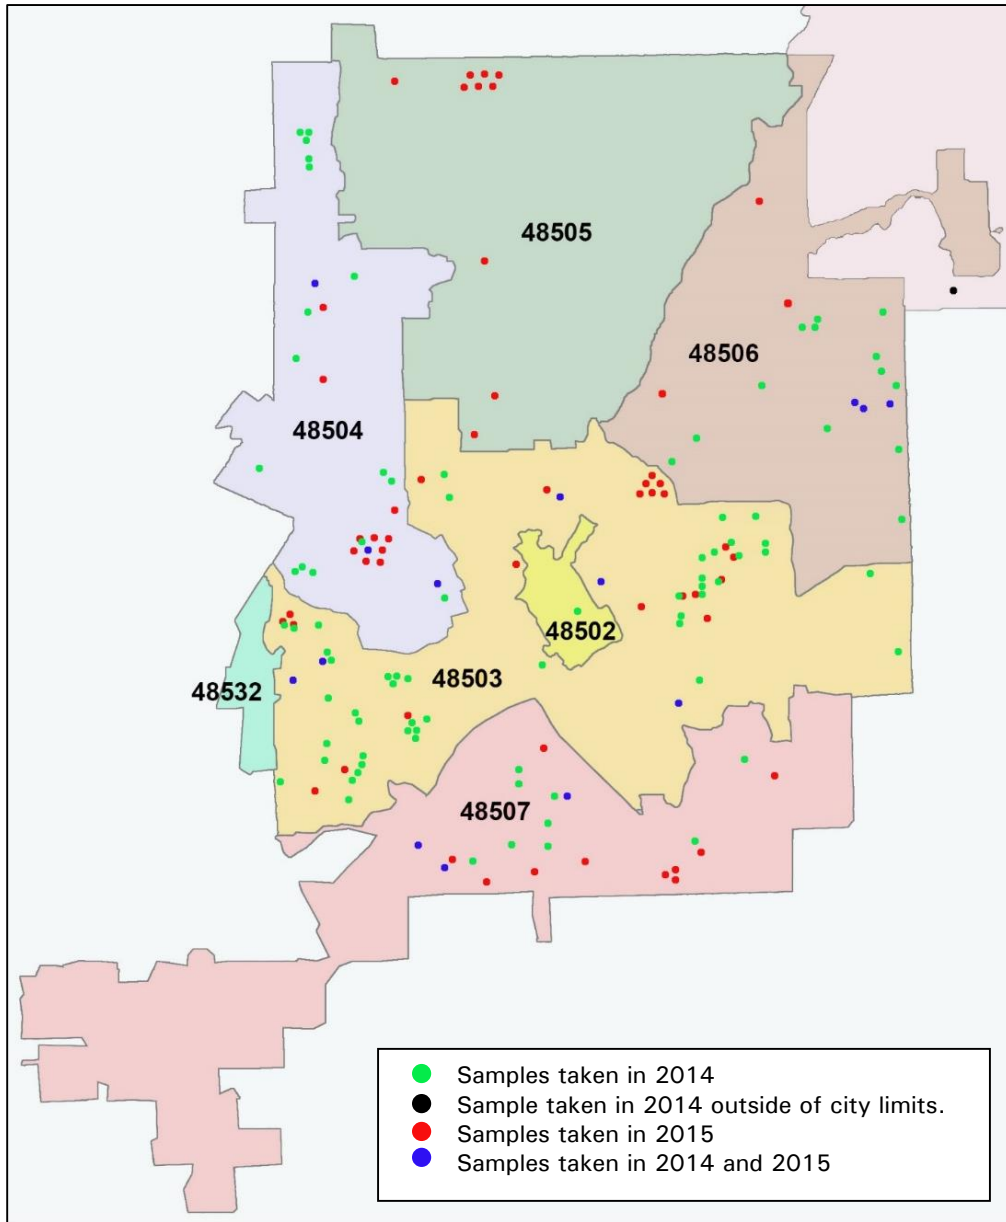 48505
48506
48504
48502
48503
48532
48507
Samples taken in 2014
Sample taken in 2014 outside of city limits.
Samples taken in 2015
Samples taken in 2014 and 2015